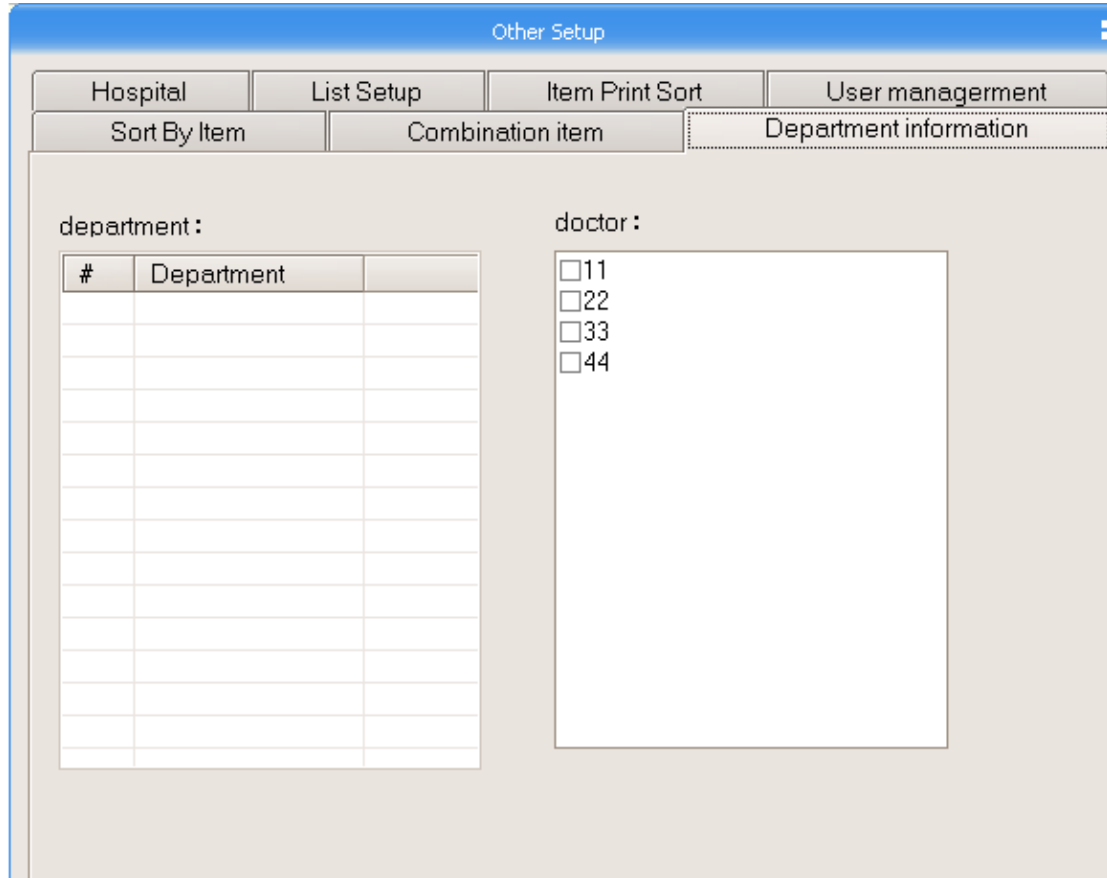 Other Setup
Hospital List Setup Item Print Sort User managerment
Sort By Item Combination item Department information
department:
doctor:
# Department
11
22
33
44